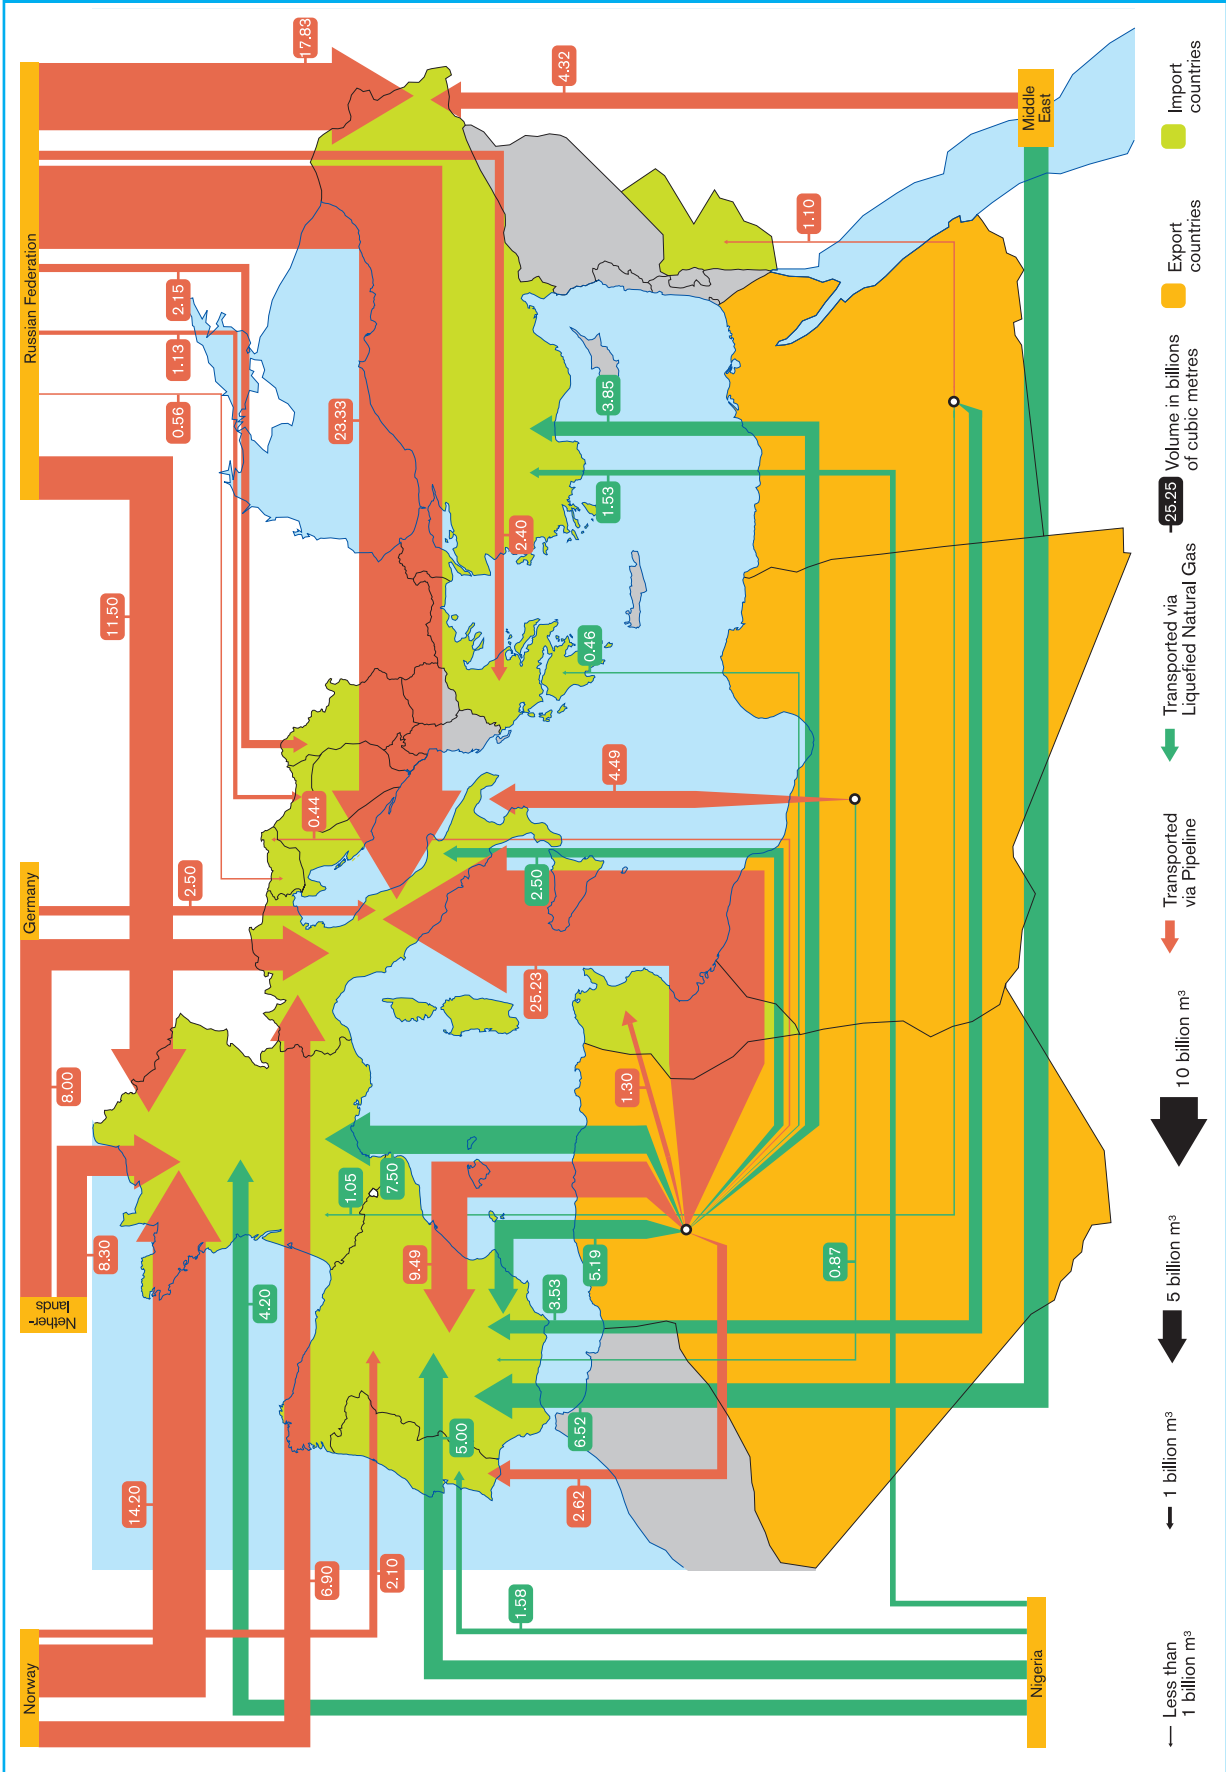 Norway
Nether-
lands
Germany
Russian Federation
8.00
8.30
11.50
14.20
2.50
0.56
1.13
2.15
4.20
17.83
6.90
0.44
23.33
1.05
2.10
7.50
9.49
5.00
1.58
2.40
2.50
25.23
3.53
4.32
2.62
6.52
5.19
0.46
1.53
3.85
4.49
1.30
1.10
0.87
Nigeria
Middle
East
Less than
1 billion m³
1 billion m³
5 billion m³
10 billion m³
Transported
via Pipeline
Transported via
Liquefied Natural Gas
25.25
Volume in billions
of cubic metres
Export
countries
Import
countries